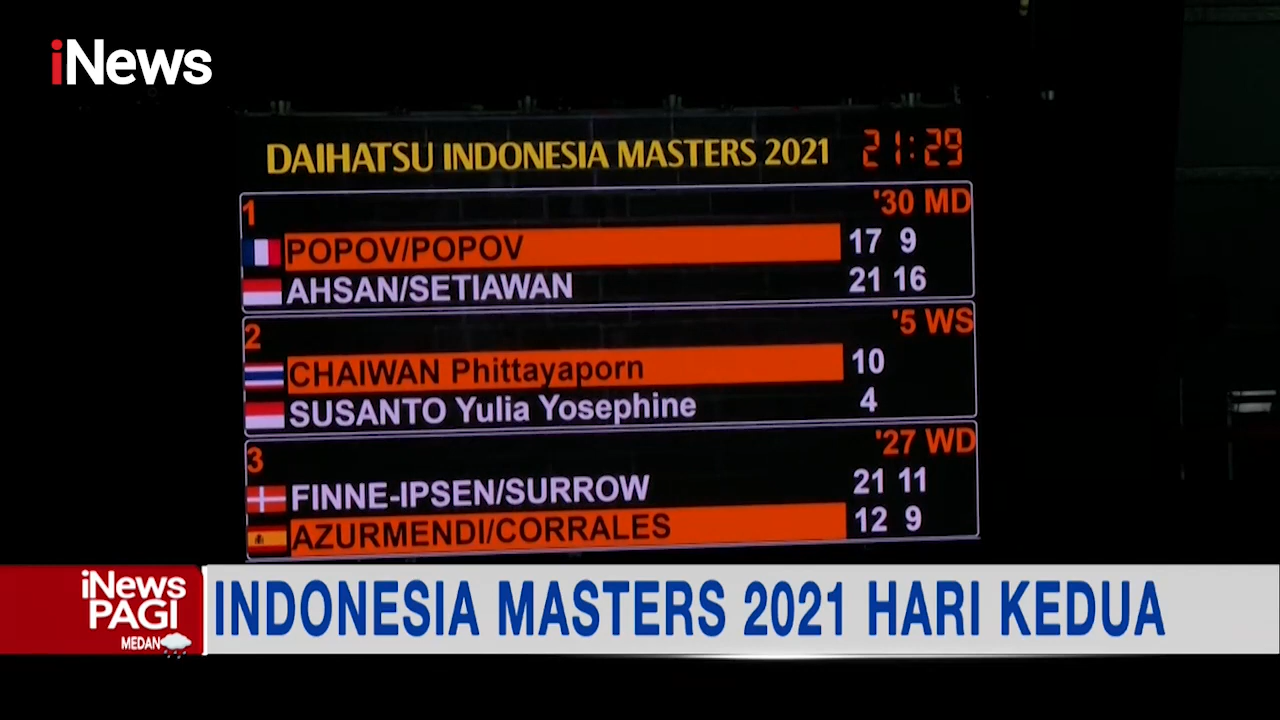 iNews
DAIHATSU INDONESIA MASTERS 2021 21:29
1 '30 MD
POPOV/POPOV 17 9
AHSAN/SETIAWAN 21 16
2 '5 WS
CHAIWAN Phittayaporn 10
SUSANTO Yulia Yosephine 4
3 '27 WD
FINNE-IPSEN/SURROW 21 11
AZURMENDI/CORRALES 12 9
iNews
PAGI
MEDAN
INDONESIA MASTERS 2021 HARI KEDUA